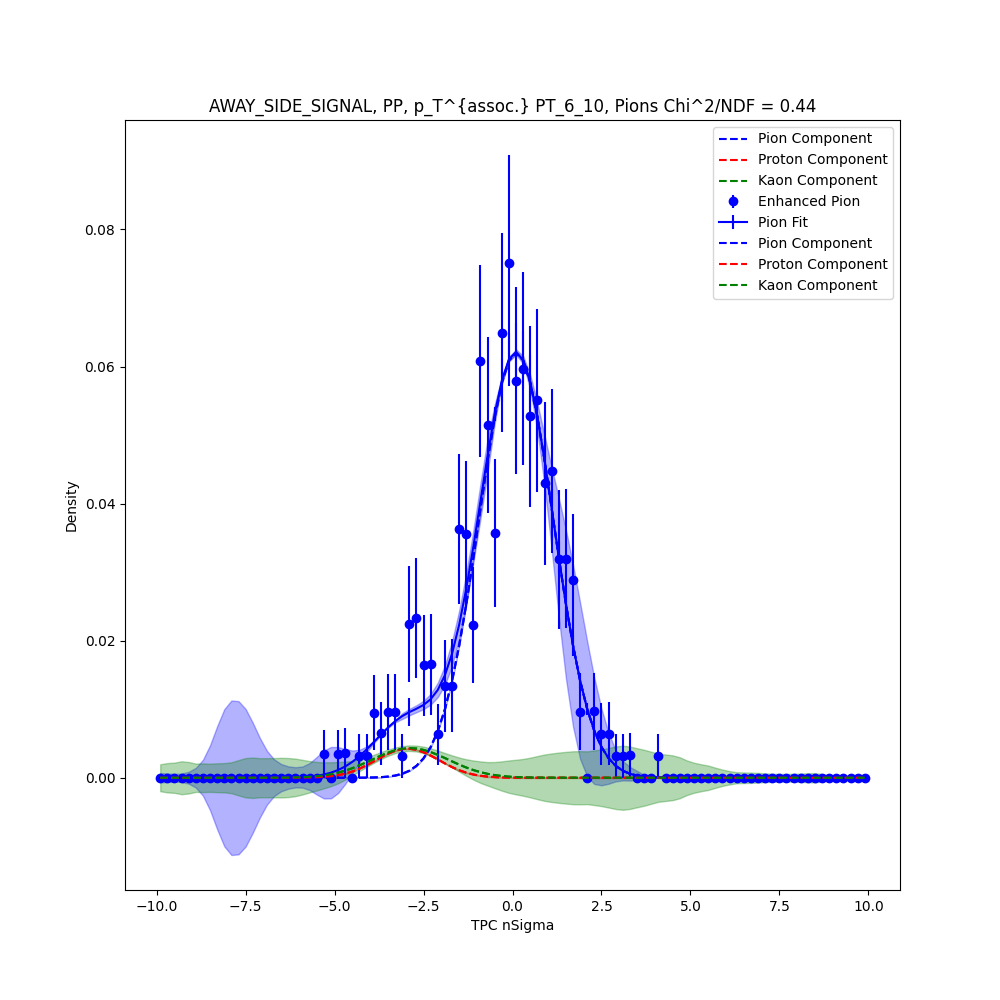 AWAY_SIDE_SIGNAL, PP, p_T^{assoc.} PT_6_10, Pions Chi^2/NDF = 0.44
Pion Component
Proton Component
Kaon Component
Enhanced Pion
Pion Fit
Pion Component
Proton Component
Kaon Component
Density
0.08
0.06
0.04
0.02
0.00
−10.0 −7.5 −5.0 −2.5 0.0 2.5 5.0 7.5 10.0
TPC nSigma